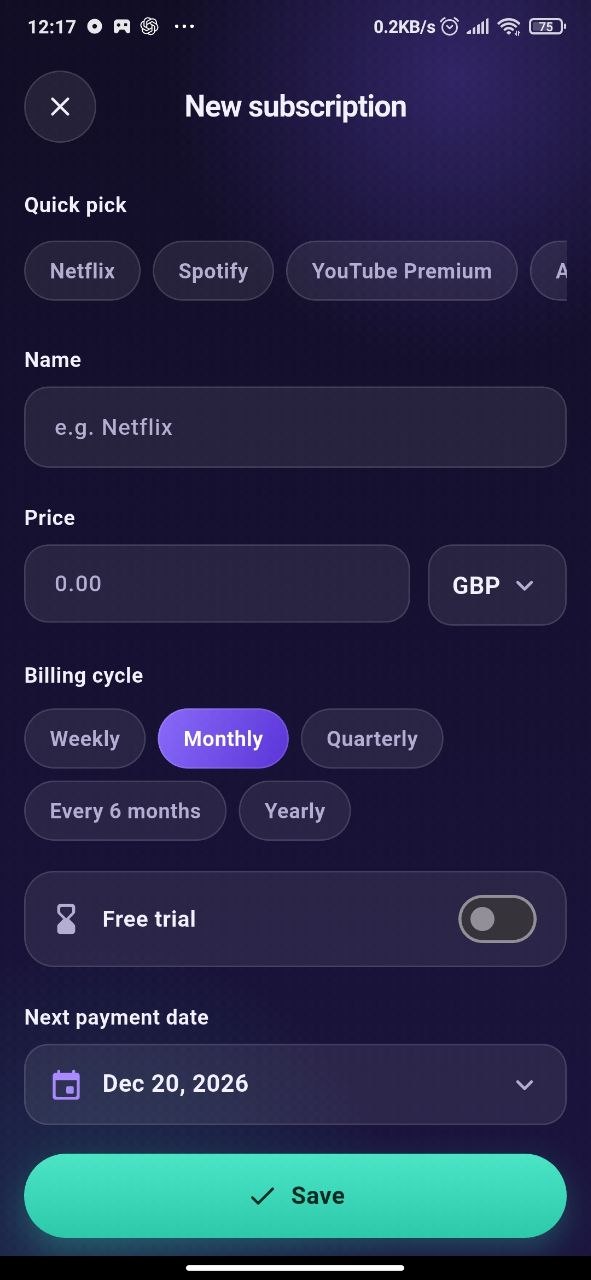 12:17 ... 0.2KB/s 75
New subscription
Quick pick
Netflix Spotify YouTube Premium A
Name
e.g. Netflix
Price
0.00 GBP
Billing cycle
Weekly Monthly Quarterly
Every 6 months Yearly
Free trial
Next payment date
Dec 20, 2026
Save